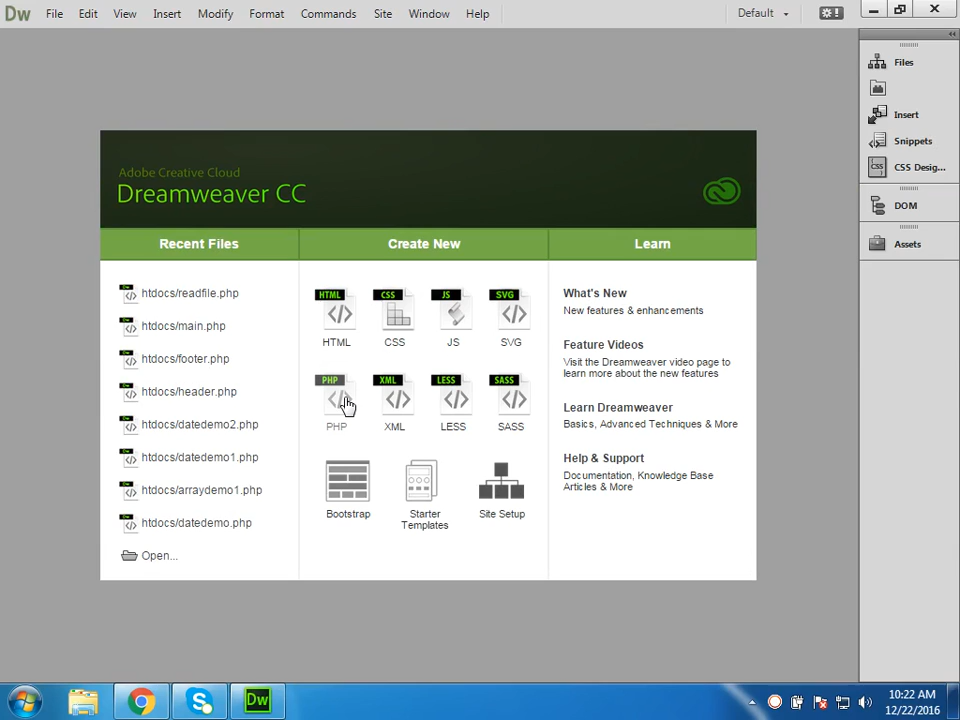 Dw File Edit View Insert Modify Format Commands Site Window Help Default
Files
Insert
Snippets
CSS Desig...
DOM
Assets
Adobe Creative Cloud
Dreamweaver CC
Recent Files
htdocs/readfile.php
htdocs/main.php
htdocs/footer.php
htdocs/header.php
htdocs/datedemo2.php
htdocs/datedemo1.php
htdocs/arraydemo1.php
htdocs/datedemo.php
Open...
Create New
HTML CSS JS SVG
HTML CSS JS SVG
PHP XML LESS SASS
PHP XML LESS SASS
Bootstrap
Starter
Templates
Site Setup
Learn
What's New
New features & enhancements
Feature Videos
Visit the Dreamweaver video page to
learn more about the new features
Learn Dreamweaver
Basics, Advanced Techniques & More
Help & Support
Documentation, Knowledge Base
Articles & More
Dw
10:22 AM
12/22/2016